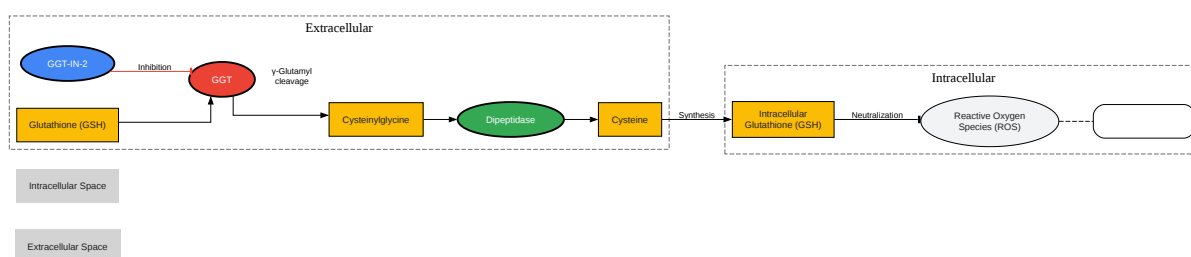 Extracellular
GGT-IN-2
Inhibition
GGT
γ-Glutamyl
cleavage
Glutathione (GSH)
Cysteinylglycine
Dipeptidase
Cysteine
Synthesis
Intracellular
Intracellular
Glutathione (GSH)
Neutralization
Reactive Oxygen
Species (ROS)
Intracellular Space
Extracellular Space